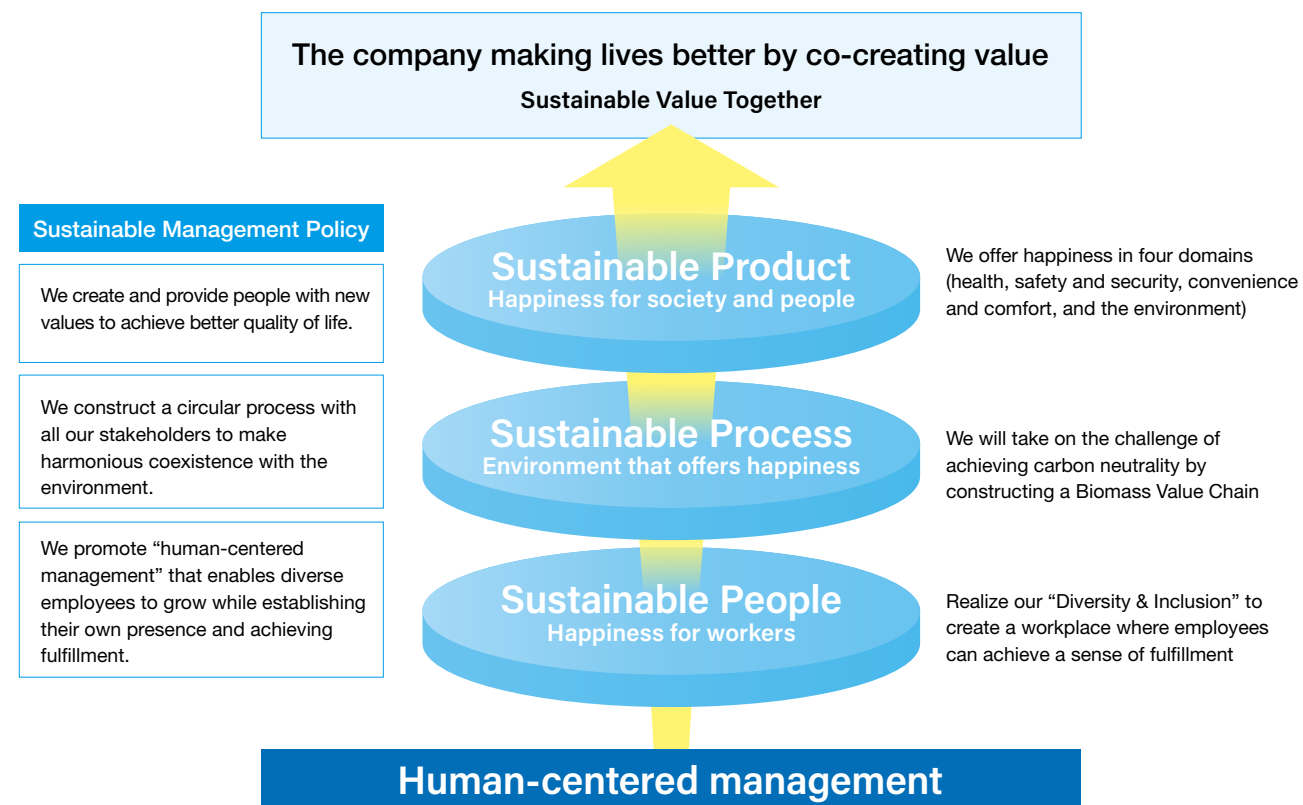 The company making lives better by co-creating value
Sustainable Value Together
Sustainable Management Policy
We create and provide people with new
values to achieve better quality of life.
Sustainable Product
Happiness for society and people
We offer happiness in four domains
(health, safety and security, convenience
and comfort, and the environment)
We construct a circular process with
all our stakeholders to make
harmonious coexistence with the
environment.
Sustainable Process
Environment that offers happiness
We will take on the challenge of
achieving carbon neutrality by
constructing a Biomass Value Chain
We promote “human-centered
management” that enables diverse
employees to grow while establishing
their own presence and achieving
fulfillment.
Sustainable People
Happiness for workers
Realize our “Diversity & Inclusion” to
create a workplace where employees
can achieve a sense of fulfillment
Human-centered management